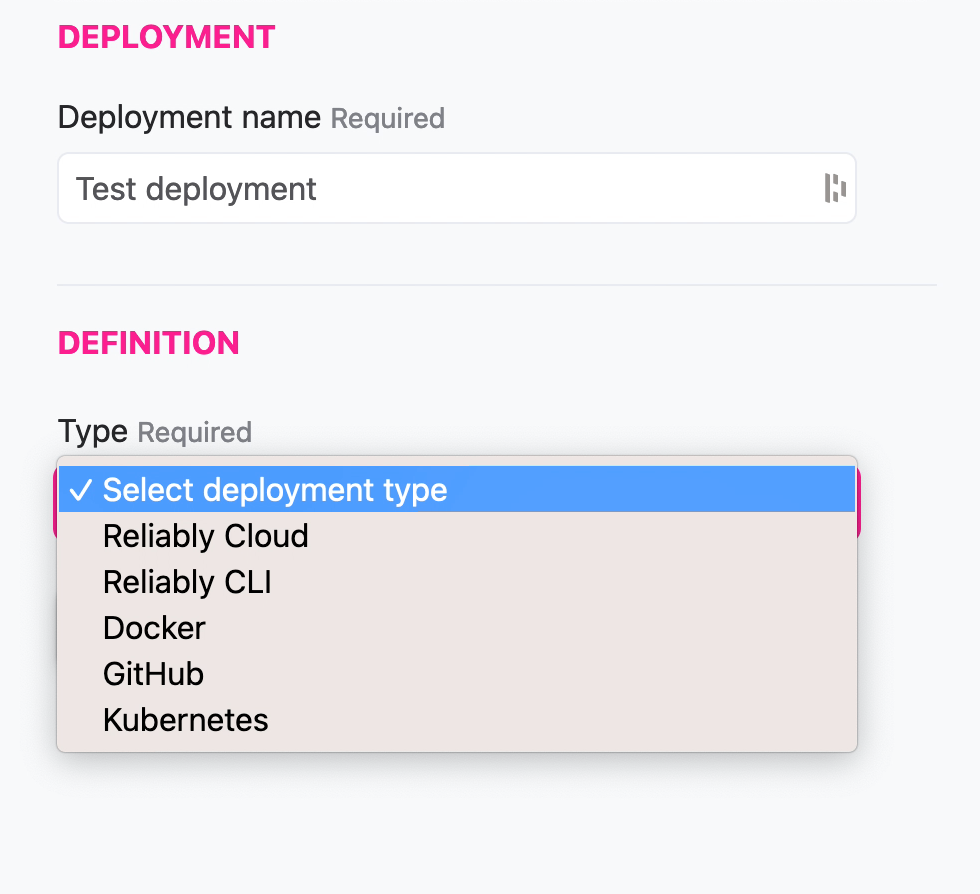 DEPLOYMENT
Deployment name Required
Test deployment
DEFINITION
Type Required
✓ Select deployment type
Reliably Cloud
Reliably CLI
Docker
GitHub
Kubernetes